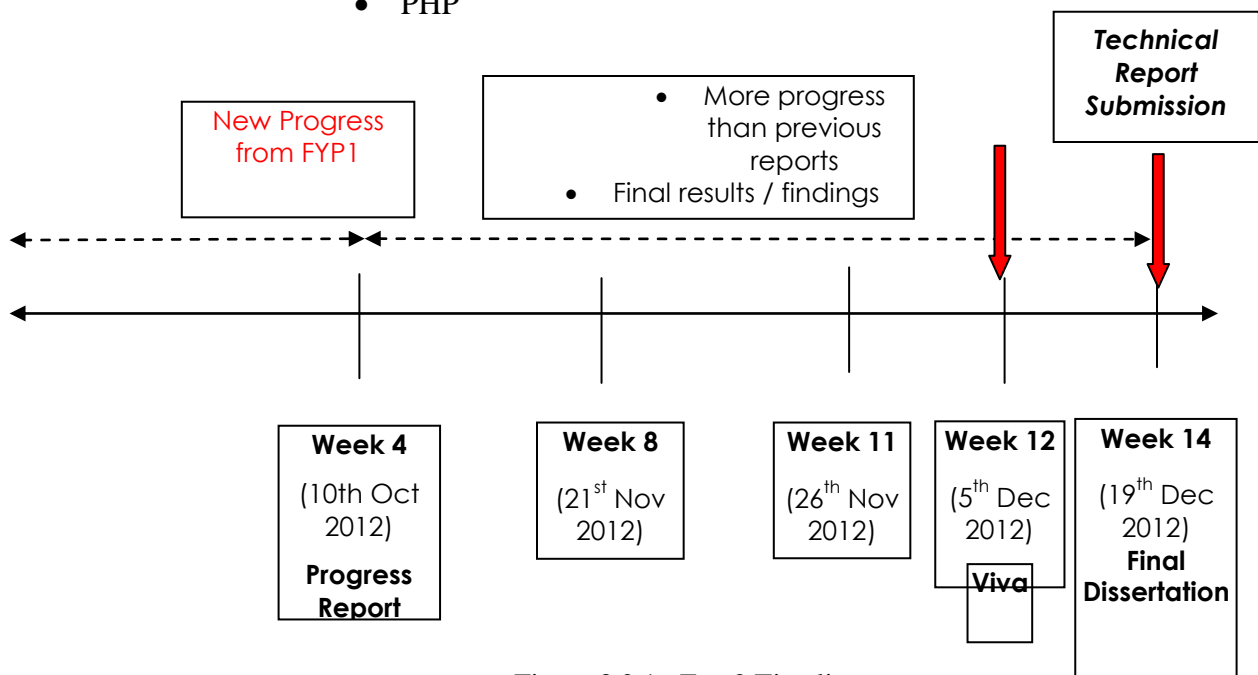 • PHP
Technical
Report
Submission
New Progress
from FYP1
• More progress
than previous
reports
• Final results / findings
Week 4
(10th Oct
2012)
Progress
Report
Week 8
(21st Nov
2012)
Week 11
(26th Nov
2012)
Week 12
(5th Dec
2012)
Viva
Week 14
(19th Dec
2012)
Final
Dissertation